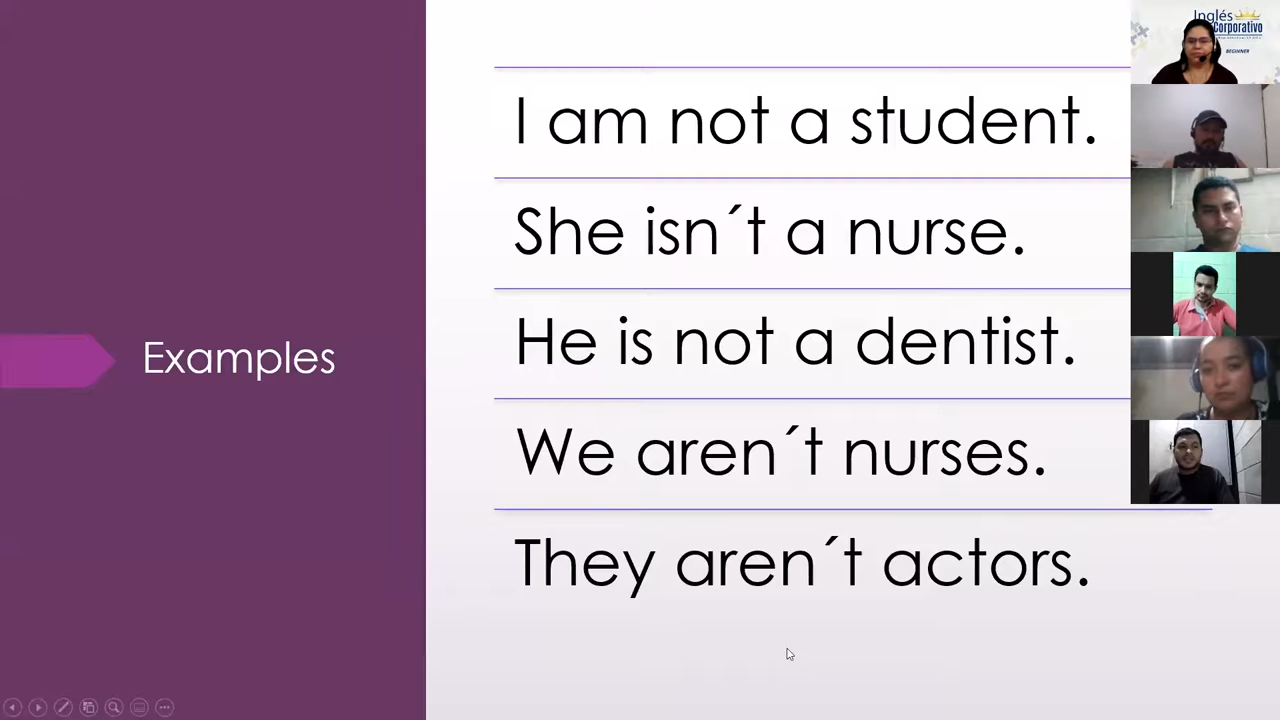 Inglés
Corporativo
BEGINNER
I am not a student.
She isn´t a nurse.
He is not a dentist.
Examples
We aren´t nurses.
They aren´t actors.